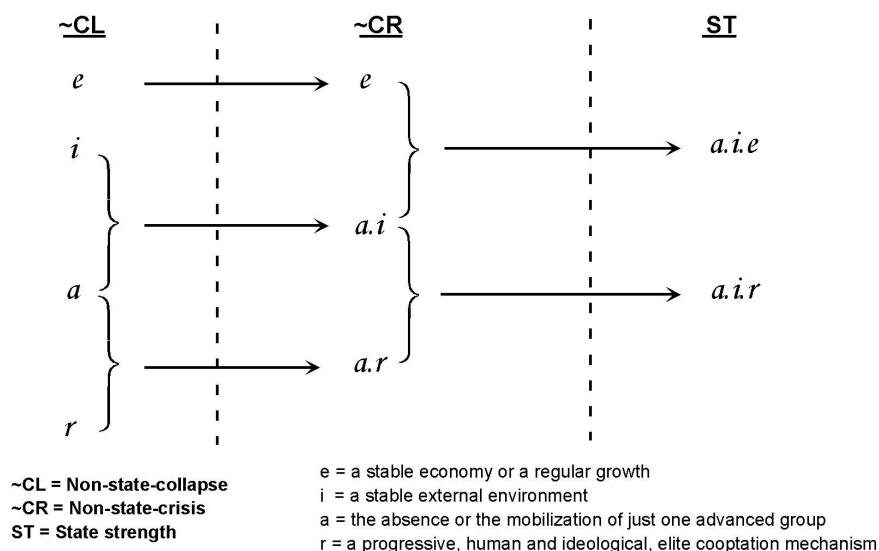 ~CL ~CR ST
e e
i a.i.e
a.i
a a.i.r
a.r
r
~CL = Non-state-collapse
~CR = Non-state-crisis
ST = State strength
e = a stable economy or a regular growth
i = a stable external environment
a = the absence or the mobilization of just one advanced group
r = a progressive, human and ideological, elite cooptation mechanism